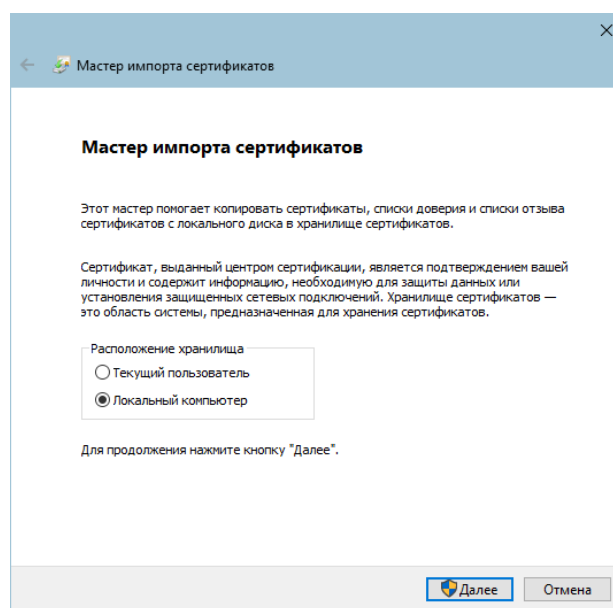 Мастер импорта сертификатов
Мастер импорта сертификатов
Этот мастер помогает копировать сертификаты, списки доверия и списки отзыва
сертификатов с локального диска в хранилище сертификатов.
Сертификат, выданный центром сертификации, является подтверждением вашей
личности и содержит информацию, необходимую для защиты данных или
установления защищенных сетевых подключений. Хранилище сертификатов —
это область системы, предназначенная для хранения сертификатов.
Расположение хранилища
Текущий пользователь
Локальный компьютер
Для продолжения нажмите кнопку "Далее".
Далее Отмена